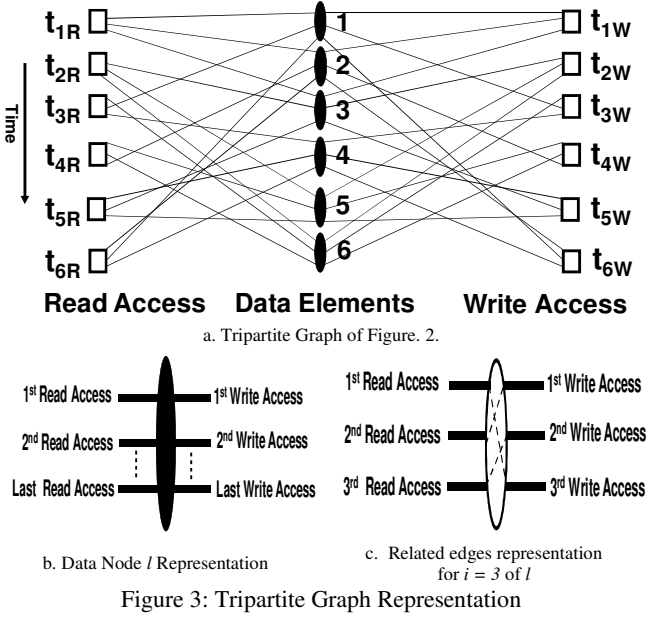 t1R 1 t1W
t2R 2 t2W
Time
t3R 3 t3W
t4R 4 t4W
t5R 5 t5W
t6R 6 t6W
Read Access Data Elements Write Access
a. Tripartite Graph of Figure. 2.
1st Read Access 1st Write Access
2nd Read Access 2nd Write Access
Last Read Access Last Write Access
b. Data Node l Representation
1st Read Access 1st Write Access
2nd Read Access 2nd Write Access
3rd Read Access 3rd Write Access
c. Related edges representation
for i = 3 of l
Figure 3: Tripartite Graph Representation